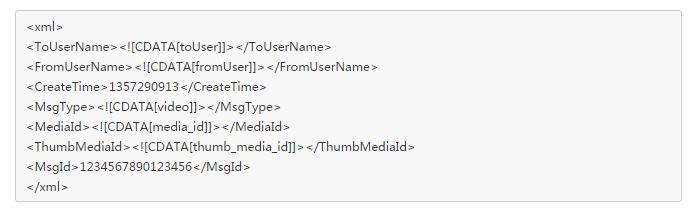 <xml>
<ToUserName><![CDATA[toUser]]></ToUserName>
<FromUserName><![CDATA[fromUser]]></FromUserName>
<CreateTime>1357290913</CreateTime>
<MsgType><![CDATA[video]]></MsgType>
<MediaId><![CDATA[media_id]]></MediaId>
<ThumbMediaId><![CDATA[thumb_media_id]]></ThumbMediaId>
<MsgId>1234567890123456</MsgId>
</xml>